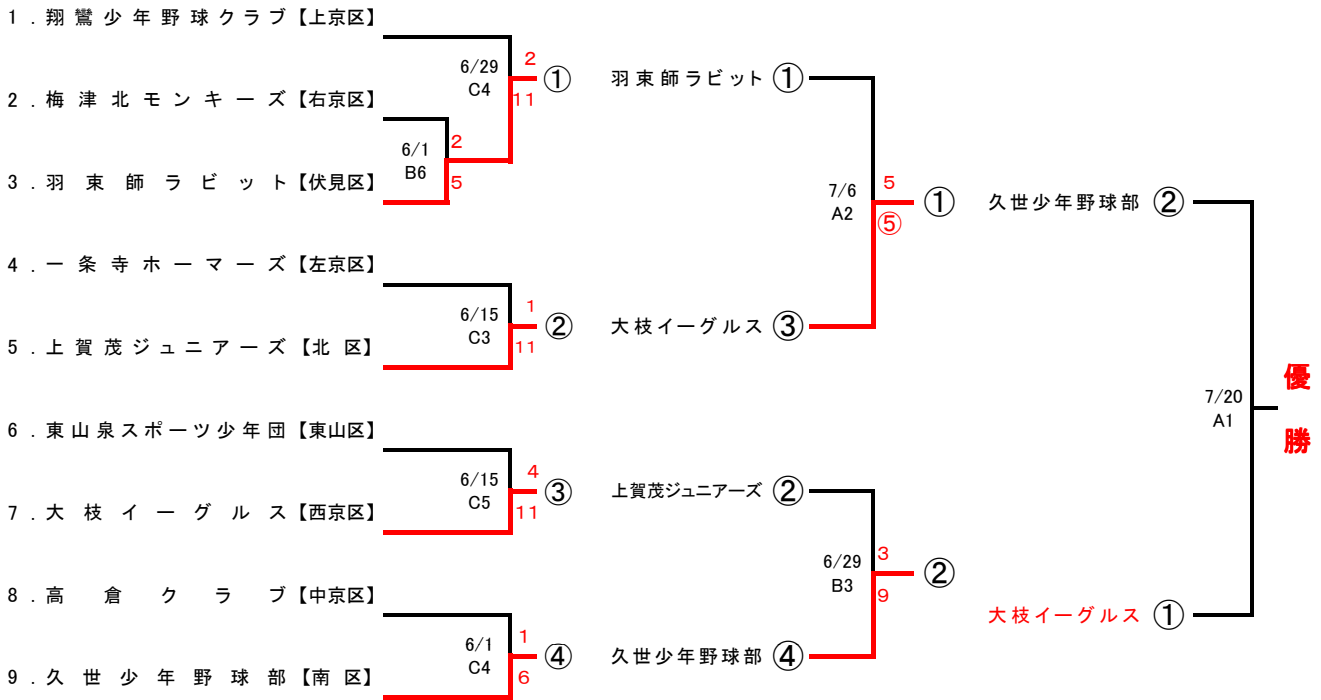 1．翔鸞少年野球クラブ【上京区】
2
6/29
C4
①
羽束師ラビット ①
11
2．梅津北モンキーズ【右京区】
6/1
B6
2
5
3．羽束師ラビット【伏見区】
7/6
A2
5
⑤
①
久世少年野球部 ②
4．一条寺ホーマーズ【左京区】
6/15
C3
1
11
②
大枝イーグルス ③
5．上賀茂ジュニアーズ【北 区】
7/20
A1
優
勝
6．東山泉スポーツ少年団【東山区】
6/15
C5
4
11
③
上賀茂ジュニアーズ ②
7．大枝イーグルス【西京区】
6/29
B3
3
9
②
8．高倉クラブ【中京区】
大枝イーグルス ①
6/1
C4
1
6
④
久世少年野球部 ④
9．久世少年野球部【南 区】